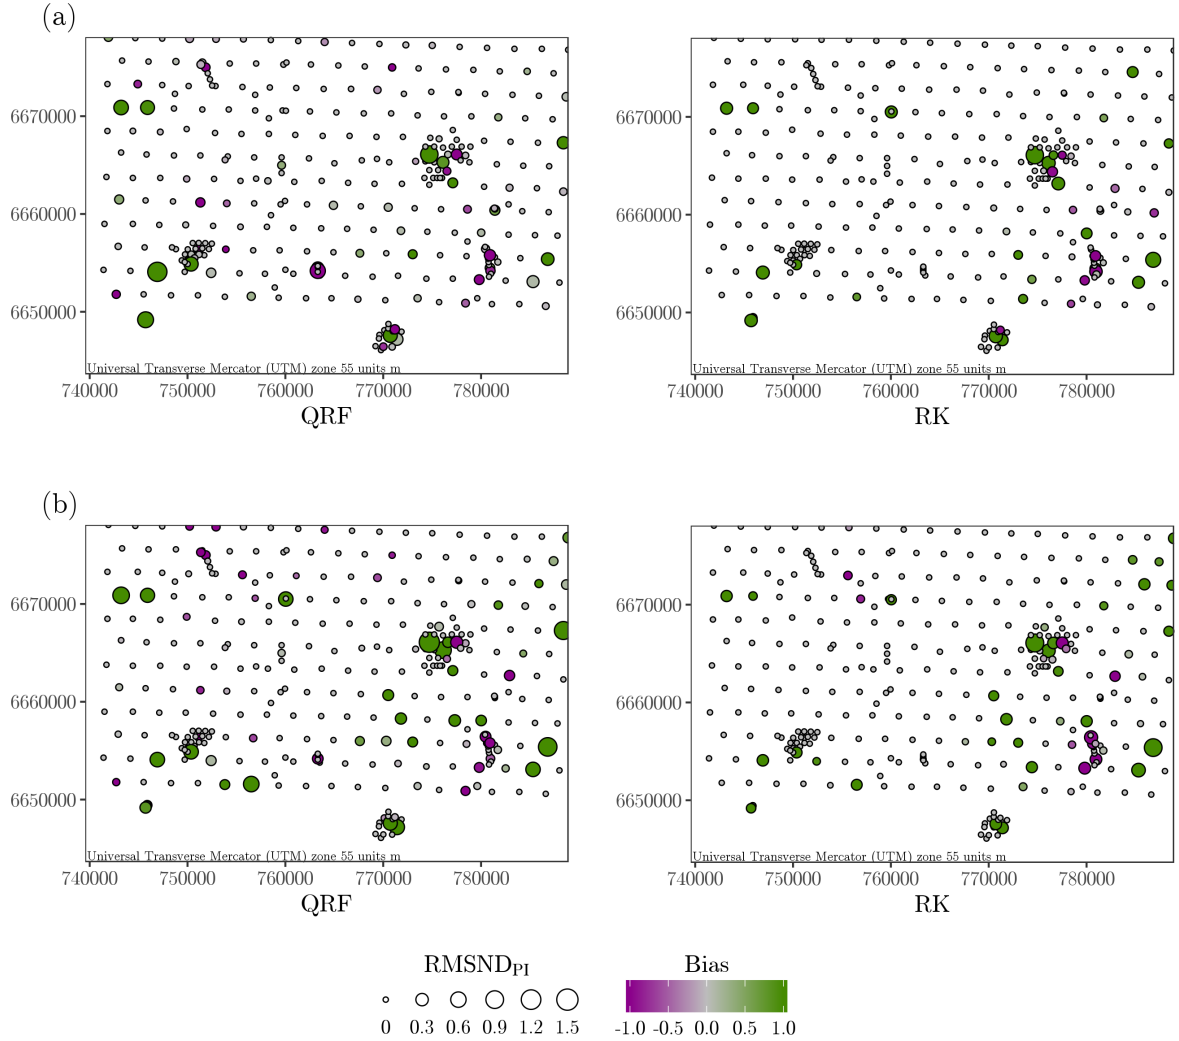 (a)
6670000
6660000
6650000
Universal Transverse Mercator (UTM) zone 55 units m
740000 750000 760000 770000 780000
QRF
6670000
6660000
6650000
Universal Transverse Mercator (UTM) zone 55 units m
740000 750000 760000 770000 780000
RK
(b)
6670000
6660000
6650000
Universal Transverse Mercator (UTM) zone 55 units m
740000 750000 760000 770000 780000
QRF
6670000
6660000
6650000
Universal Transverse Mercator (UTM) zone 55 units m
740000 750000 760000 770000 780000
RK
RMSND_PI
0 0.3 0.6 0.9 1.2 1.5
Bias
-1.0 -0.5 0.0 0.5 1.0